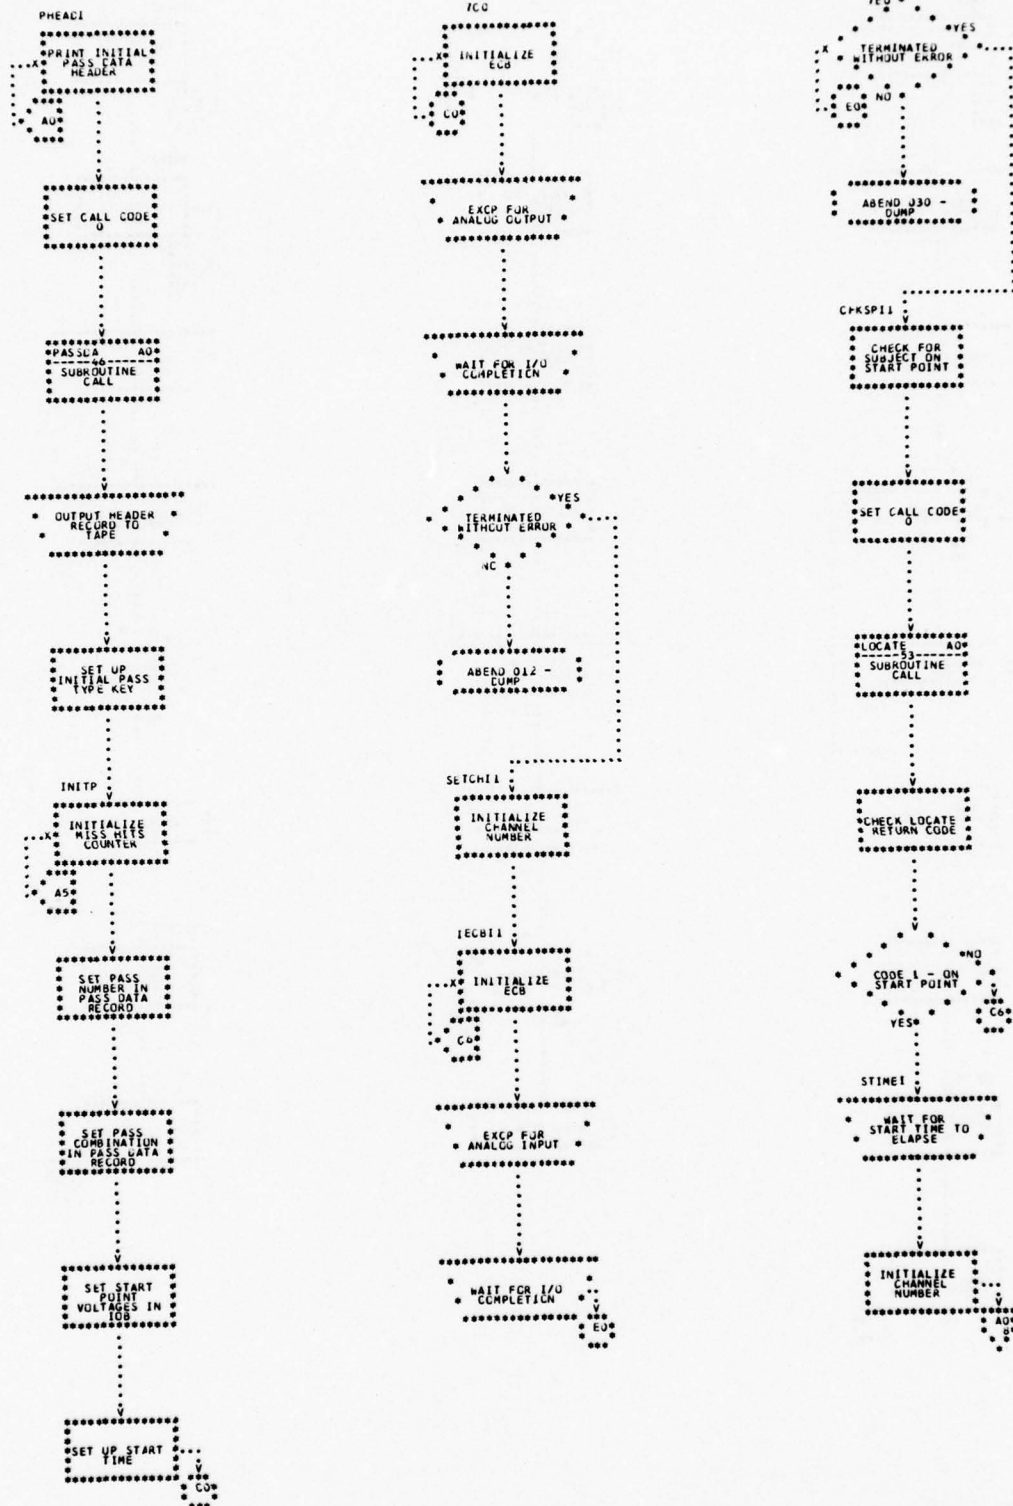 PHEADI
PRINT INITIAL
PASS DATA
HEADER
A0
SET CALL CODE
0
PASSDA A0
46
SUBROUTINE
CALL
OUTPUT HEADER
RECORD TO
TAPE
SET UP
INITIAL PASS
TYPE KEY
INITP
INITIALIZE
MISS HITS
COUNTER
A5
SET PASS
NUMBER IN
PASS DATA
RECORD
SET PASS
COMBINATION
IN PASS DATA
RECORD
SET START
POINT
VOLTAGES IN
IOB
SET UP START
TIME
C0
INITIALIZE
ECB
C0
EXCP FOR
ANALOG OUTPUT
WAIT FOR I/O
COMPLETION
YES
TERMINATED
WITHOUT ERROR
NO
ABEND 012 -
DUMP
SETCHI1
INITIALIZE
CHANNEL
NUMBER
IECBI1
INITIALIZE
ECB
C6
EXCP FOR
ANALOG INPUT
WAIT FOR I/O
COMPLETION
E0
YES
TERMINATED
WITHOUT ERROR
E0
NO
ABEND 030 -
DUMP
CHKSPI1
CHECK FOR
SUBJECT ON
START POINT
SET CALL CODE
0
LOCATE A0
53
SUBROUTINE
CALL
CHECK LOCATE
RETURN CODE
NO
CODE 1 - ON
START POINT
C6
YES
STIMEI
WAIT FOR
START TIME TO
ELAPSE
INITIALIZE
CHANNEL
NUMBER
A0